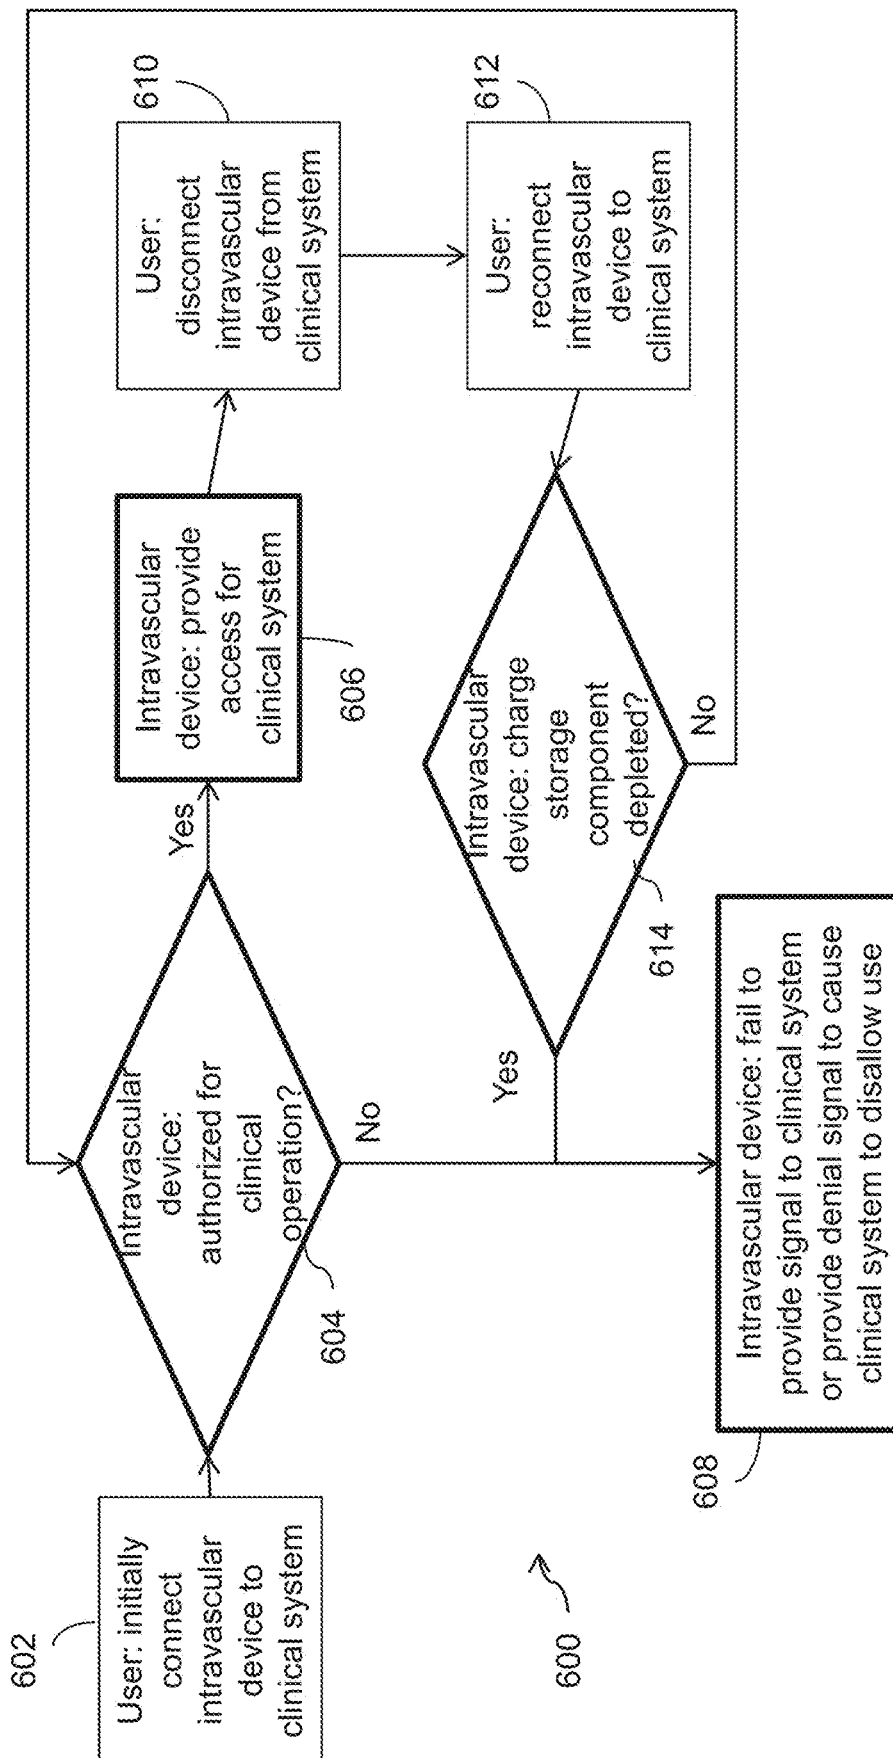 602
User: initially
connect
intravascular
device to
clinical system
Intravascular
device:
authorized for
clinical
operation?
604
Yes
No
Intravascular
device: provide
access for
clinical system
606
610
User:
disconnect
intravascular
device from
clinical system
612
User:
reconnect
intravascular
device to
clinical system
Intravascular
device: charge
storage
component
depleted?
614
Yes
No
608
Intravascular device: fail to
provide signal to clinical system
or provide denial signal to cause
clinical system to disallow use
600